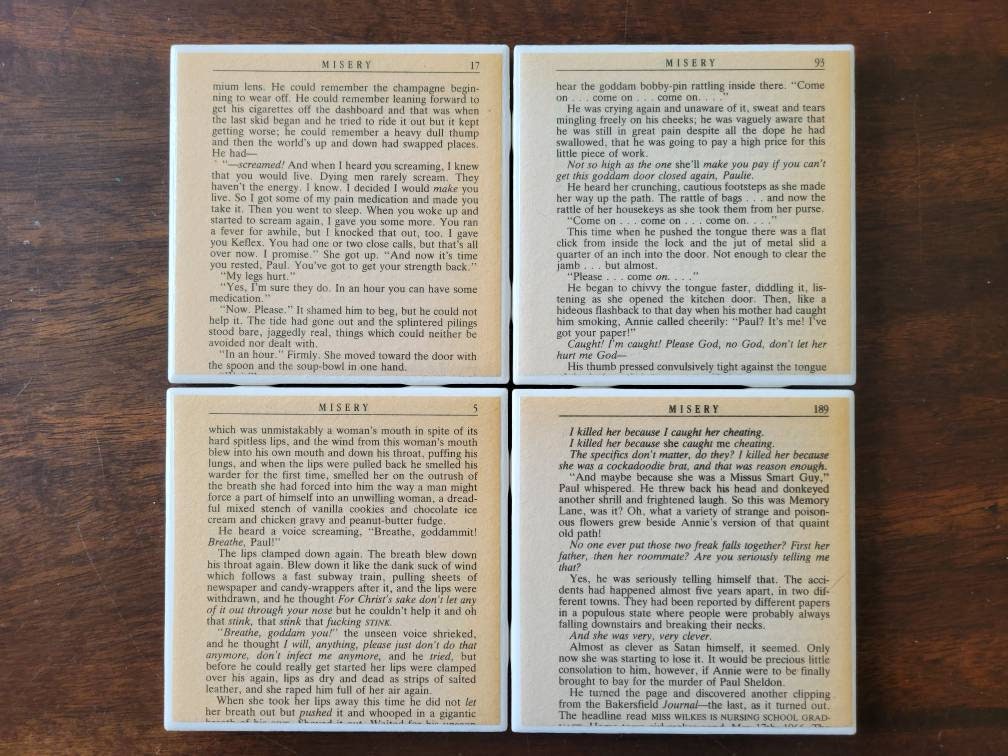 MISERY 17
mium lens. He could remember the champagne begin-
ning to wear off. He could remember leaning forward to
get his cigarettes off the dashboard and that was when
the last skid began and he tried to ride it out but it kept
getting worse; he could remember a heavy dull thump
and then the world's up and down had swapped places.
He had—
"—screamed! And when I heard you screaming, I knew
that you would live. Dying men rarely scream. They
haven't the energy. I know. I decided I would make you
live. So I got some of my pain medication and made you
take it. Then you went to sleep. When you woke up and
started to scream again, I gave you some more. You ran
a fever for awhile, but I knocked that out, too. I gave
you Keflex. You had one or two close calls, but that's all
over now. I promise." She got up. "And now it's time
you rested, Paul. You've got to get your strength back."
"My legs hurt."
"Yes, I'm sure they do. In an hour you can have some
medication."
"Now. Please." It shamed him to beg, but he could not
help it. The tide had gone out and the splintered pilings
stood bare, jaggedly real, things which could neither be
avoided nor dealt with.
"In an hour." Firmly. She moved toward the door with
the spoon and the soup-bowl in one hand.
MISERY 93
hear the goddam bobby-pin rattling inside there. "Come
on . . . come on . . . come on. . . ."
He was crying again and unaware of it, sweat and tears
mingling freely on his cheeks; he was vaguely aware that
he was still in great pain despite all the dope he had
swallowed, that he was going to pay a high price for this
little piece of work.
Not so high as the one she'll make you pay if you can't
get this goddam door closed again, Paulie.
He heard her crunching, cautious footsteps as she made
her way up the path. The rattle of bags . . . and now the
rattle of her housekeys as she took them from her purse.
"Come on . . . come on . . . come on. . . ."
This time when he pushed the tongue there was a flat
click from inside the lock and the jut of metal slid a
quarter of an inch into the door. Not enough to clear the
jamb . . . but almost.
"Please . . . come on. . . ."
He began to chivvy the tongue faster, diddling it, lis-
tening as she opened the kitchen door. Then, like a
hideous flashback to that day when his mother had caught
him smoking, Annie called cheerily: "Paul? It's me! I've
got your paper!"
Caught! I'm caught! Please God, no God, don't let her
hurt me God—
His thumb pressed convulsively tight against the tongue
MISERY 5
which was unmistakably a woman's mouth in spite of its
hard spitless lips, and the wind from this woman's mouth
blew into his own mouth and down his throat, puffing his
lungs, and when the lips were pulled back he smelled his
warder for the first time, smelled her on the outrush of
the breath she had forced into him the way a man might
force a part of himself into an unwilling woman, a dread-
ful mixed stench of vanilla cookies and chocolate ice
cream and chicken gravy and peanut-butter fudge.
He heard a voice screaming, "Breathe, goddammit!
Breathe, Paul!"
The lips clamped down again. The breath blew down
his throat again. Blew down it like the dank suck of wind
which follows a fast subway train, pulling sheets of
newspaper and candy-wrappers after it, and the lips were
withdrawn, and he thought For Christ's sake don't let any
of it out through your nose but he couldn't help it and oh
that stink, that stink that fucking STINK.
"Breathe, goddam you!" the unseen voice shrieked,
and he thought I will, anything, please just don't do that
anymore, don't infect me anymore, and he tried, but
before he could really get started her lips were clamped
over his again, lips as dry and dead as strips of salted
leather, and she raped him full of her air again.
When she took her lips away this time he did not let
her breath out but pushed it and whooped in a gigantic
MISERY 189
I killed her because I caught her cheating.
I killed her because she caught me cheating.
The specifics don't matter, do they? I killed her because
she was a cockadoodie brat, and that was reason enough.
"And maybe because she was a Missus Smart Guy,"
Paul whispered. He threw back his head and donkeyed
another shrill and frightened laugh. So this was Memory
Lane, was it? Oh, what a variety of strange and poison-
ous flowers grew beside Annie's version of that quaint
old path!
No one ever put those two freak falls together? First her
father, then her roommate? Are you seriously telling me
that?
Yes, he was seriously telling himself that. The acci-
dents had happened almost five years apart, in two dif-
ferent towns. They had been reported by different papers
in a populous state where people were probably always
falling downstairs and breaking their necks.
And she was very, very clever.
Almost as clever as Satan himself, it seemed. Only
now she was starting to lose it. It would be precious little
consolation to him, however, if Annie were to be finally
brought to bay for the murder of Paul Sheldon.
He turned the page and discovered another clipping
from the Bakersfield Journal—the last, as it turned out.
The headline read MISS WILKES IS NURSING SCHOOL GRAD-